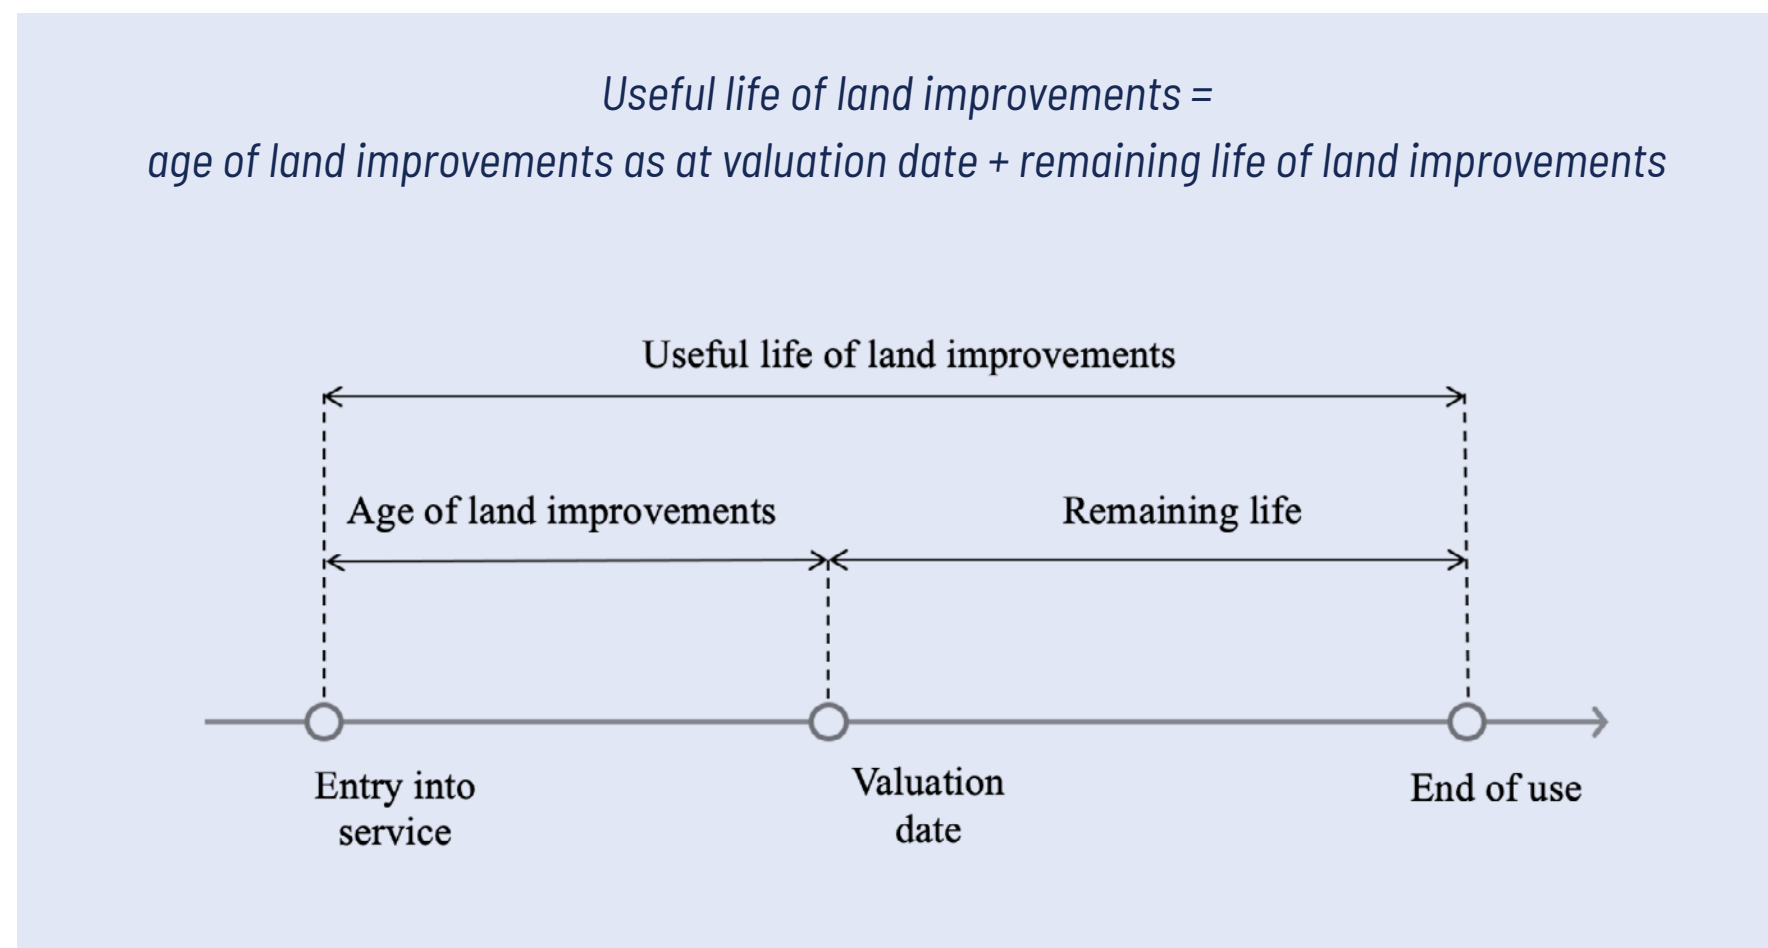 Useful life of land improvements =
age of land improvements as at valuation date + remaining life of land improvements
Useful life of land improvements
Age of land improvements
Remaining life
Entry into
service
Valuation
date
End of use